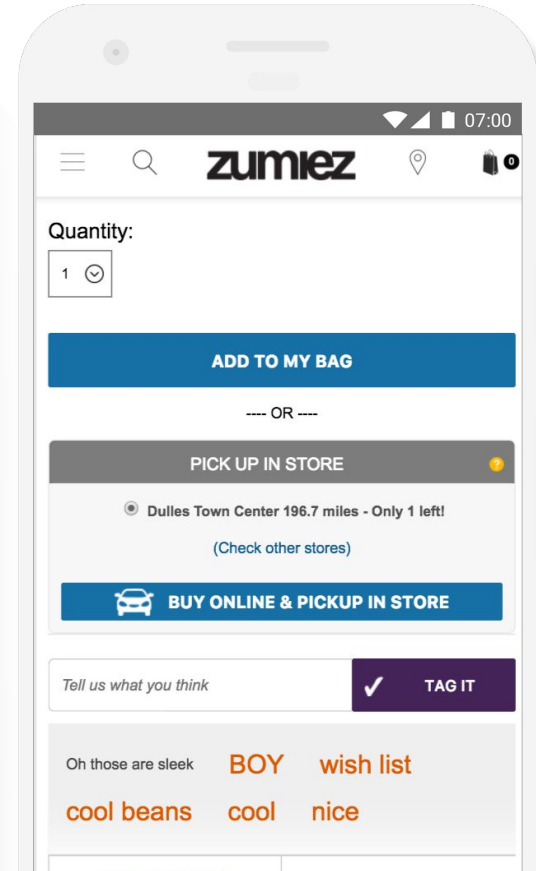 07:00
zumiez
0
Quantity:
1
ADD TO MY BAG
---- OR ----
PICK UP IN STORE ?
Dulles Town Center 196.7 miles - Only 1 left!
(Check other stores)
BUY ONLINE & PICKUP IN STORE
Tell us what you think TAG IT
Oh those are sleek BOY wish list
cool beans cool nice